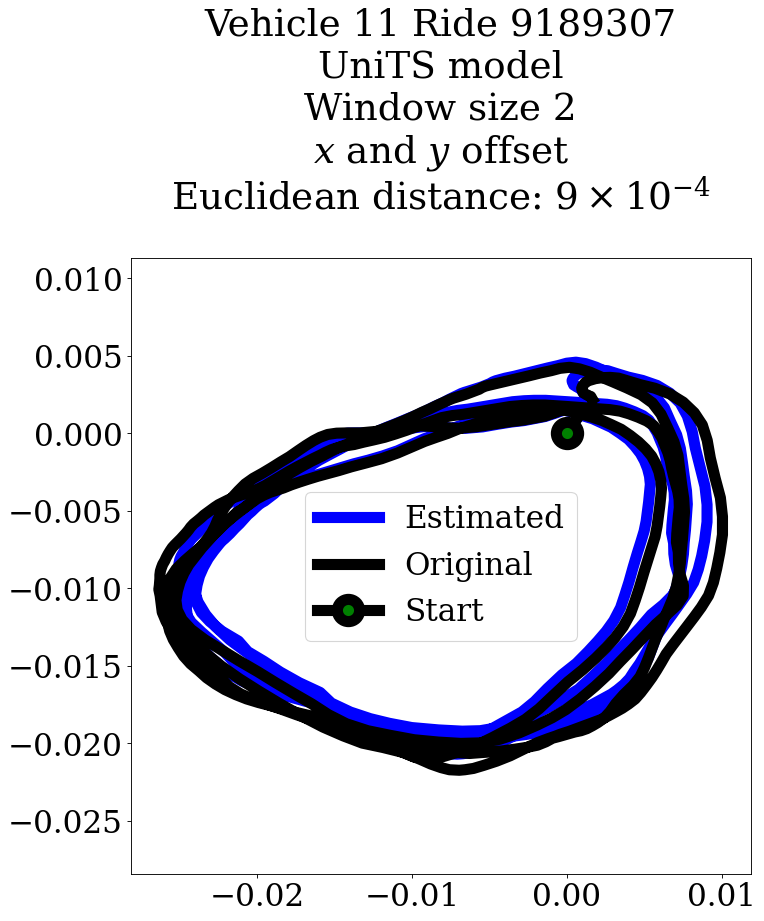 Vehicle 11 Ride 9189307
UniTS model
Window size 2
x and y offset
Euclidean distance: 9 × 10⁻⁴
0.010
0.005
0.000
−0.005
−0.010
−0.015
−0.020
−0.025
Estimated
Original
Start
−0.02 −0.01 0.00 0.01